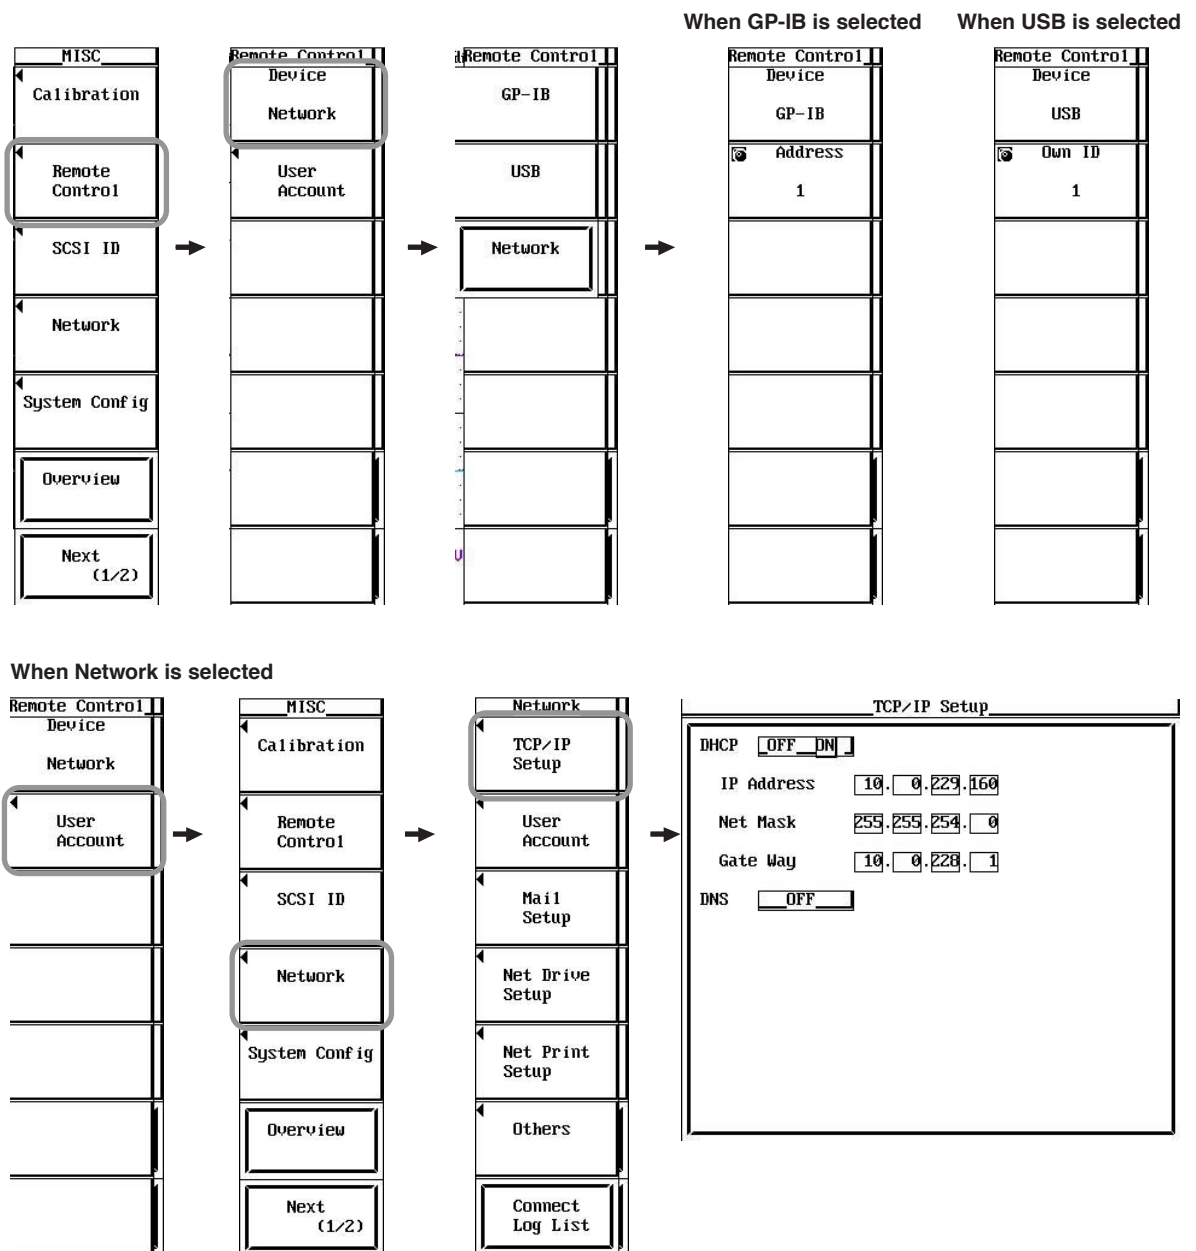 When GP-IB is selected
When USB is selected
MISC
Calibration
Remote
Control
SCSI ID
Network
System Config
Overview
Next
(1/2)
Remote Control
Device
Network
User
Account
Remote Control
GP-IB
USB
Network
Remote Control
Device
GP-IB
Address
1
Remote Control
Device
USB
Own ID
1
When Network is selected
Remote Control
Device
Network
User
Account
MISC
Calibration
Remote
Control
SCSI ID
Network
System Config
Overview
Next
(1/2)
Network
TCP/IP
Setup
User
Account
Mail
Setup
Net Drive
Setup
Net Print
Setup
Others
Connect
Log List
TCP/IP Setup
DHCP OFF ON
IP Address 10. 0.229.160
Net Mask 255.255.254. 0
Gate Way 10. 0.228. 1
DNS OFF